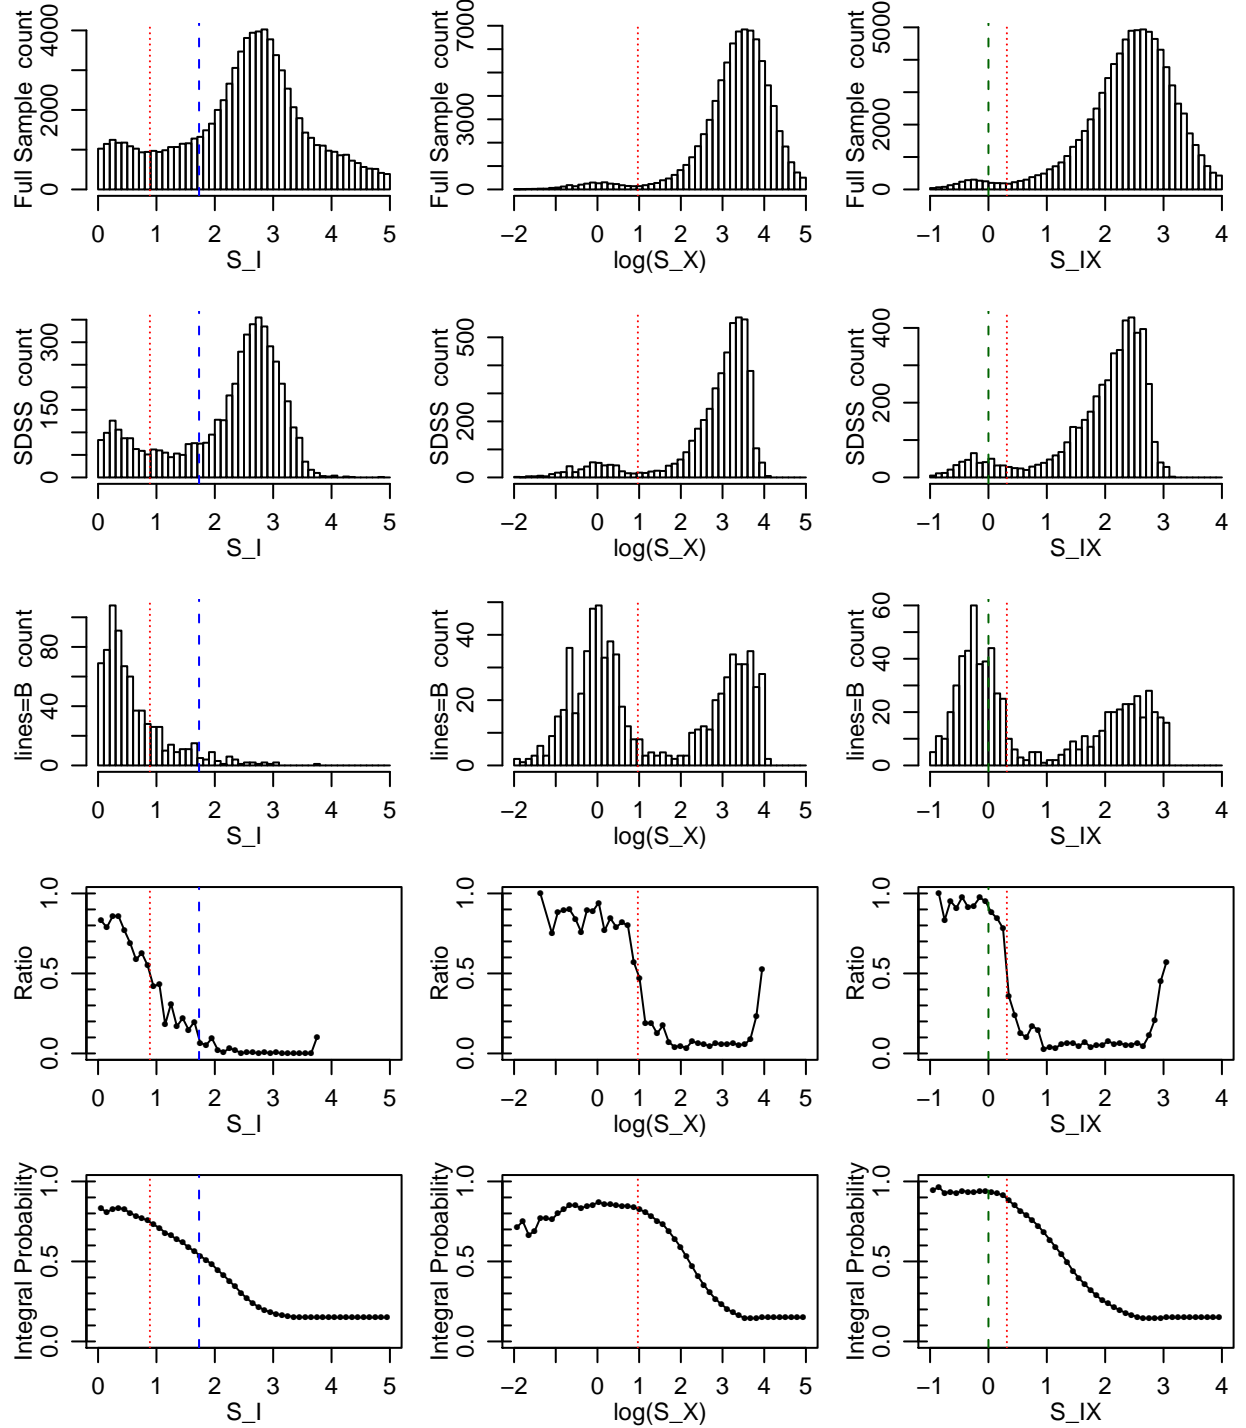 Full Sample count
0 2000 4000
0 1 2 3 4 5
S_I
Full Sample count
0 3000 7000
−2 0 1 2 3 4 5
log(S_X)
Full Sample count
0 2000 5000
−1 0 1 2 3 4
S_IX
SDSS count
0 150 300
0 1 2 3 4 5
S_I
SDSS count
0 200 500
−2 0 1 2 3 4 5
log(S_X)
SDSS count
0 200 400
−1 0 1 2 3 4
S_IX
lines=B count
0 40 80
0 1 2 3 4 5
S_I
lines=B count
0 20 40
−2 0 1 2 3 4 5
log(S_X)
lines=B count
0 20 40 60
−1 0 1 2 3 4
S_IX
Ratio
0.0 0.5 1.0
0 1 2 3 4 5
S_I
Ratio
0.0 0.5 1.0
−2 0 1 2 3 4 5
log(S_X)
Ratio
0.0 0.5 1.0
−1 0 1 2 3 4
S_IX
Integral Probability
0.0 0.5 1.0
0 1 2 3 4 5
S_I
Integral Probability
0.0 0.5 1.0
−2 0 1 2 3 4 5
log(S_X)
Integral Probability
0.0 0.5 1.0
−1 0 1 2 3 4
S_IX